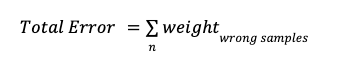 Total Error = ∑ₙ weight wrong samples